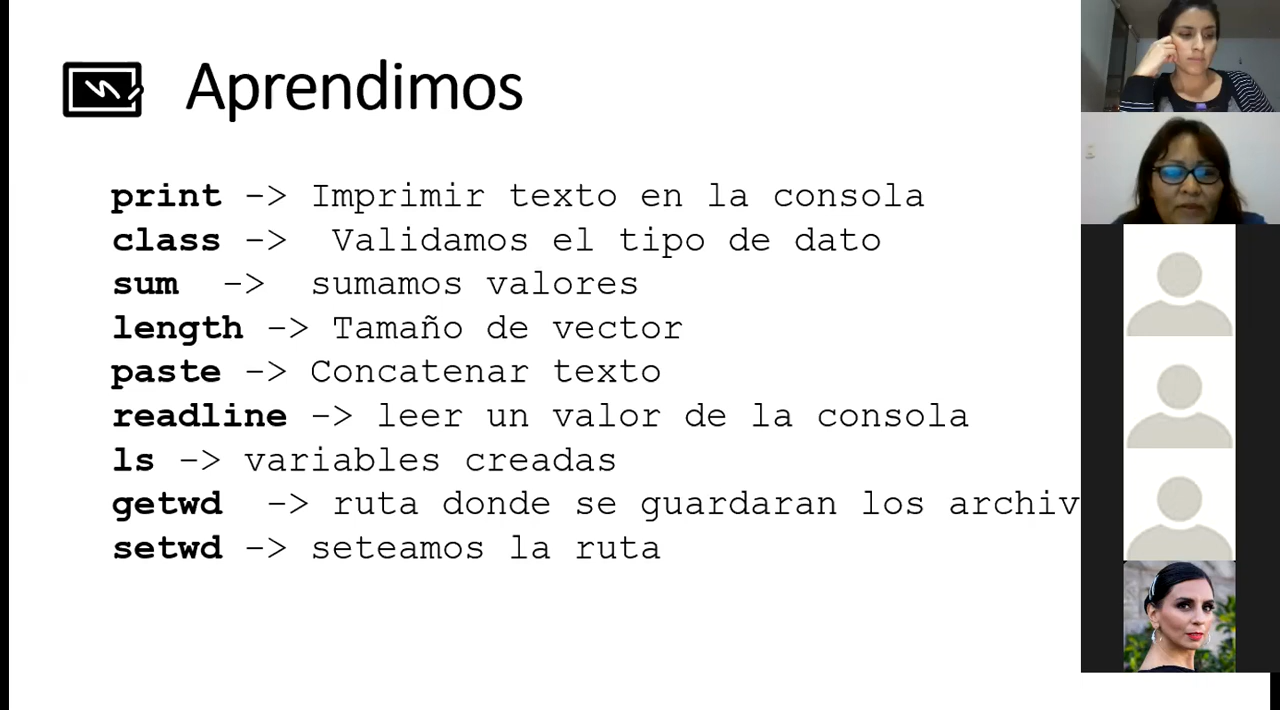 Aprendimos
print -> Imprimir texto en la consola
class -> Validamos el tipo de dato
sum -> sumamos valores
length -> Tamaño de vector
paste -> Concatenar texto
readline -> leer un valor de la consola
ls -> variables creadas
getwd -> ruta donde se guardaran los archiv
setwd -> seteamos la ruta